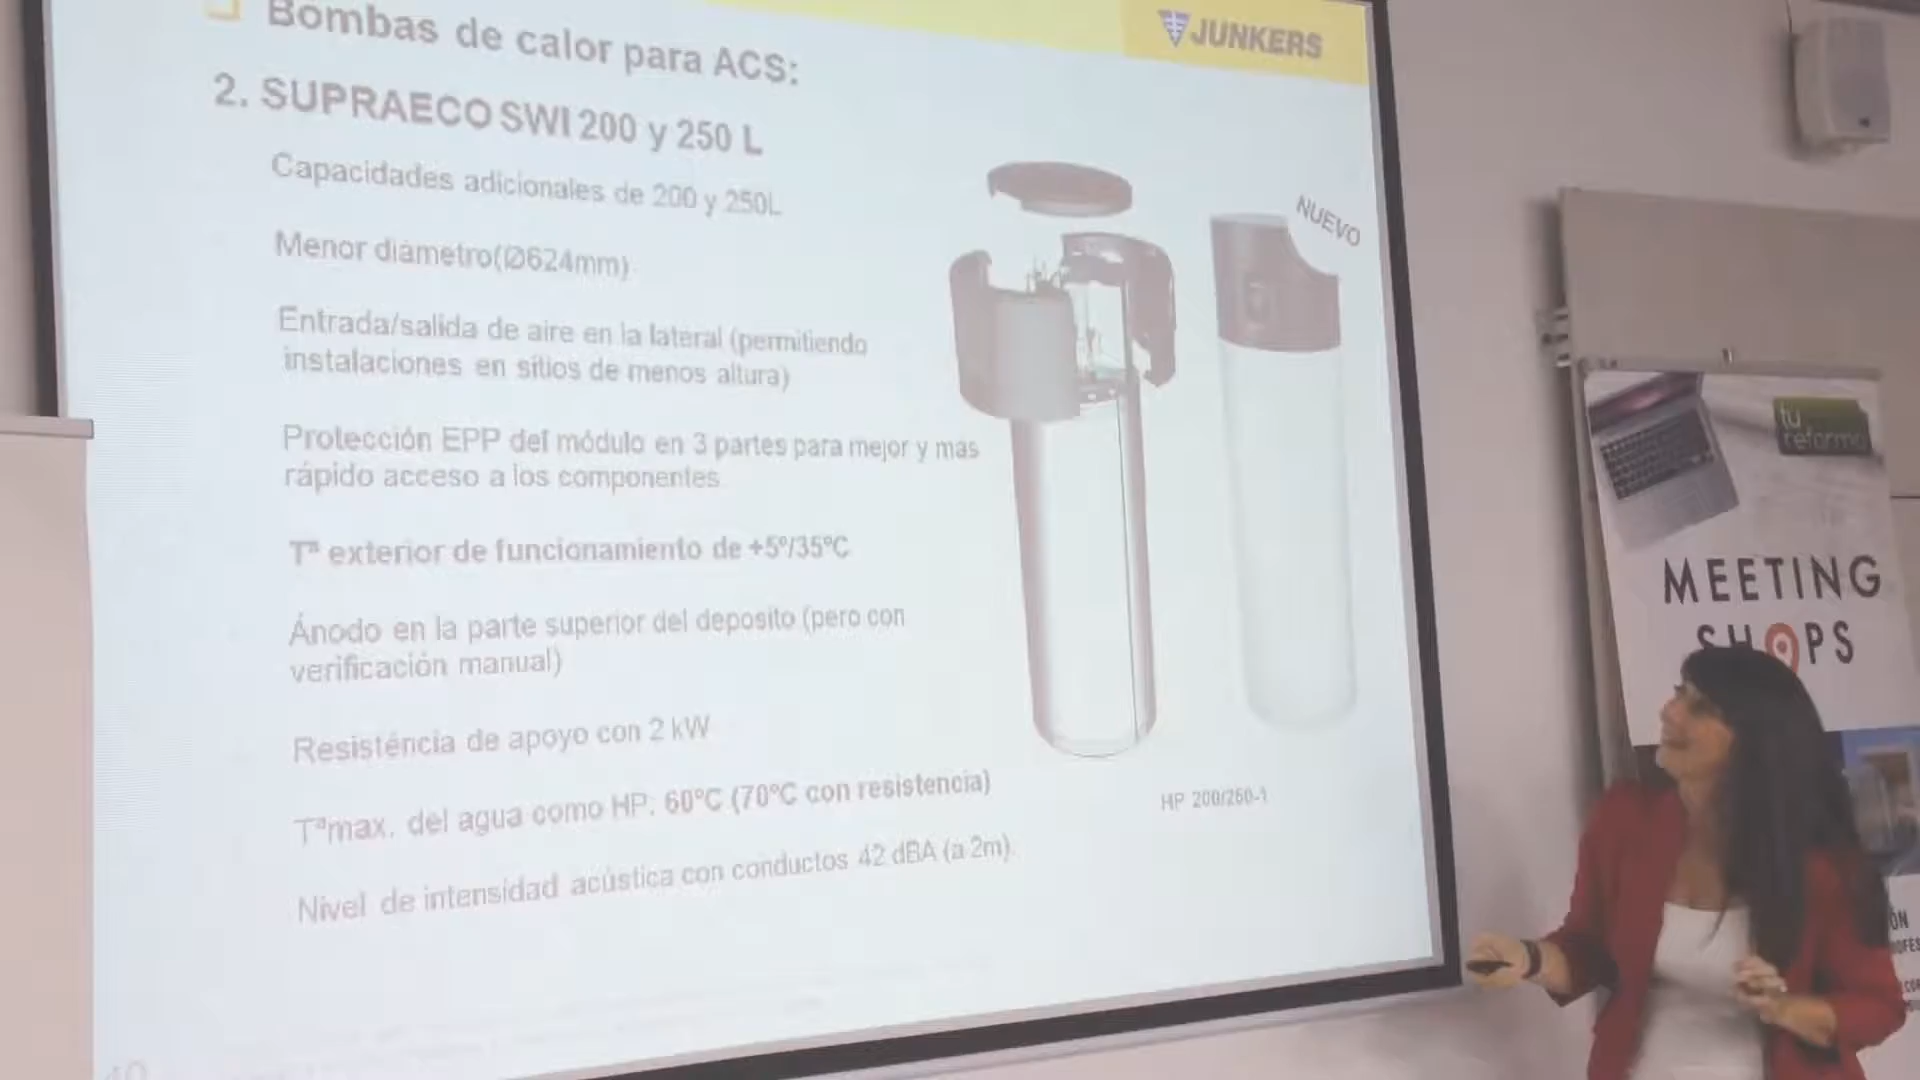 Bombas de calor para ACS:
JUNKERS
2. SUPRAECO SWI 200 y 250 L
Capacidades adicionales de 200 y 250L
Menor diámetro(Ø624mm)
Entrada/salida de aire en la lateral (permitiendo
instalaciones en sitios de menos altura)
Protección EPP del módulo en 3 partes para mejor y mas
rápido acceso a los componentes
Tª exterior de funcionamiento de +5º/35ºC
Ánodo en la parte superior del deposito (pero con
verificación manual)
Resisténcia de apoyo con 2 kW
Tªmax. del agua como HP: 60ºC (70ºC con resistencia)
Nivel de intensidad acústica con conductos 42 dBA (a 2m).
NUEVO
HP 200/260-1
40
tu
reforma
MEETING
SHOPS